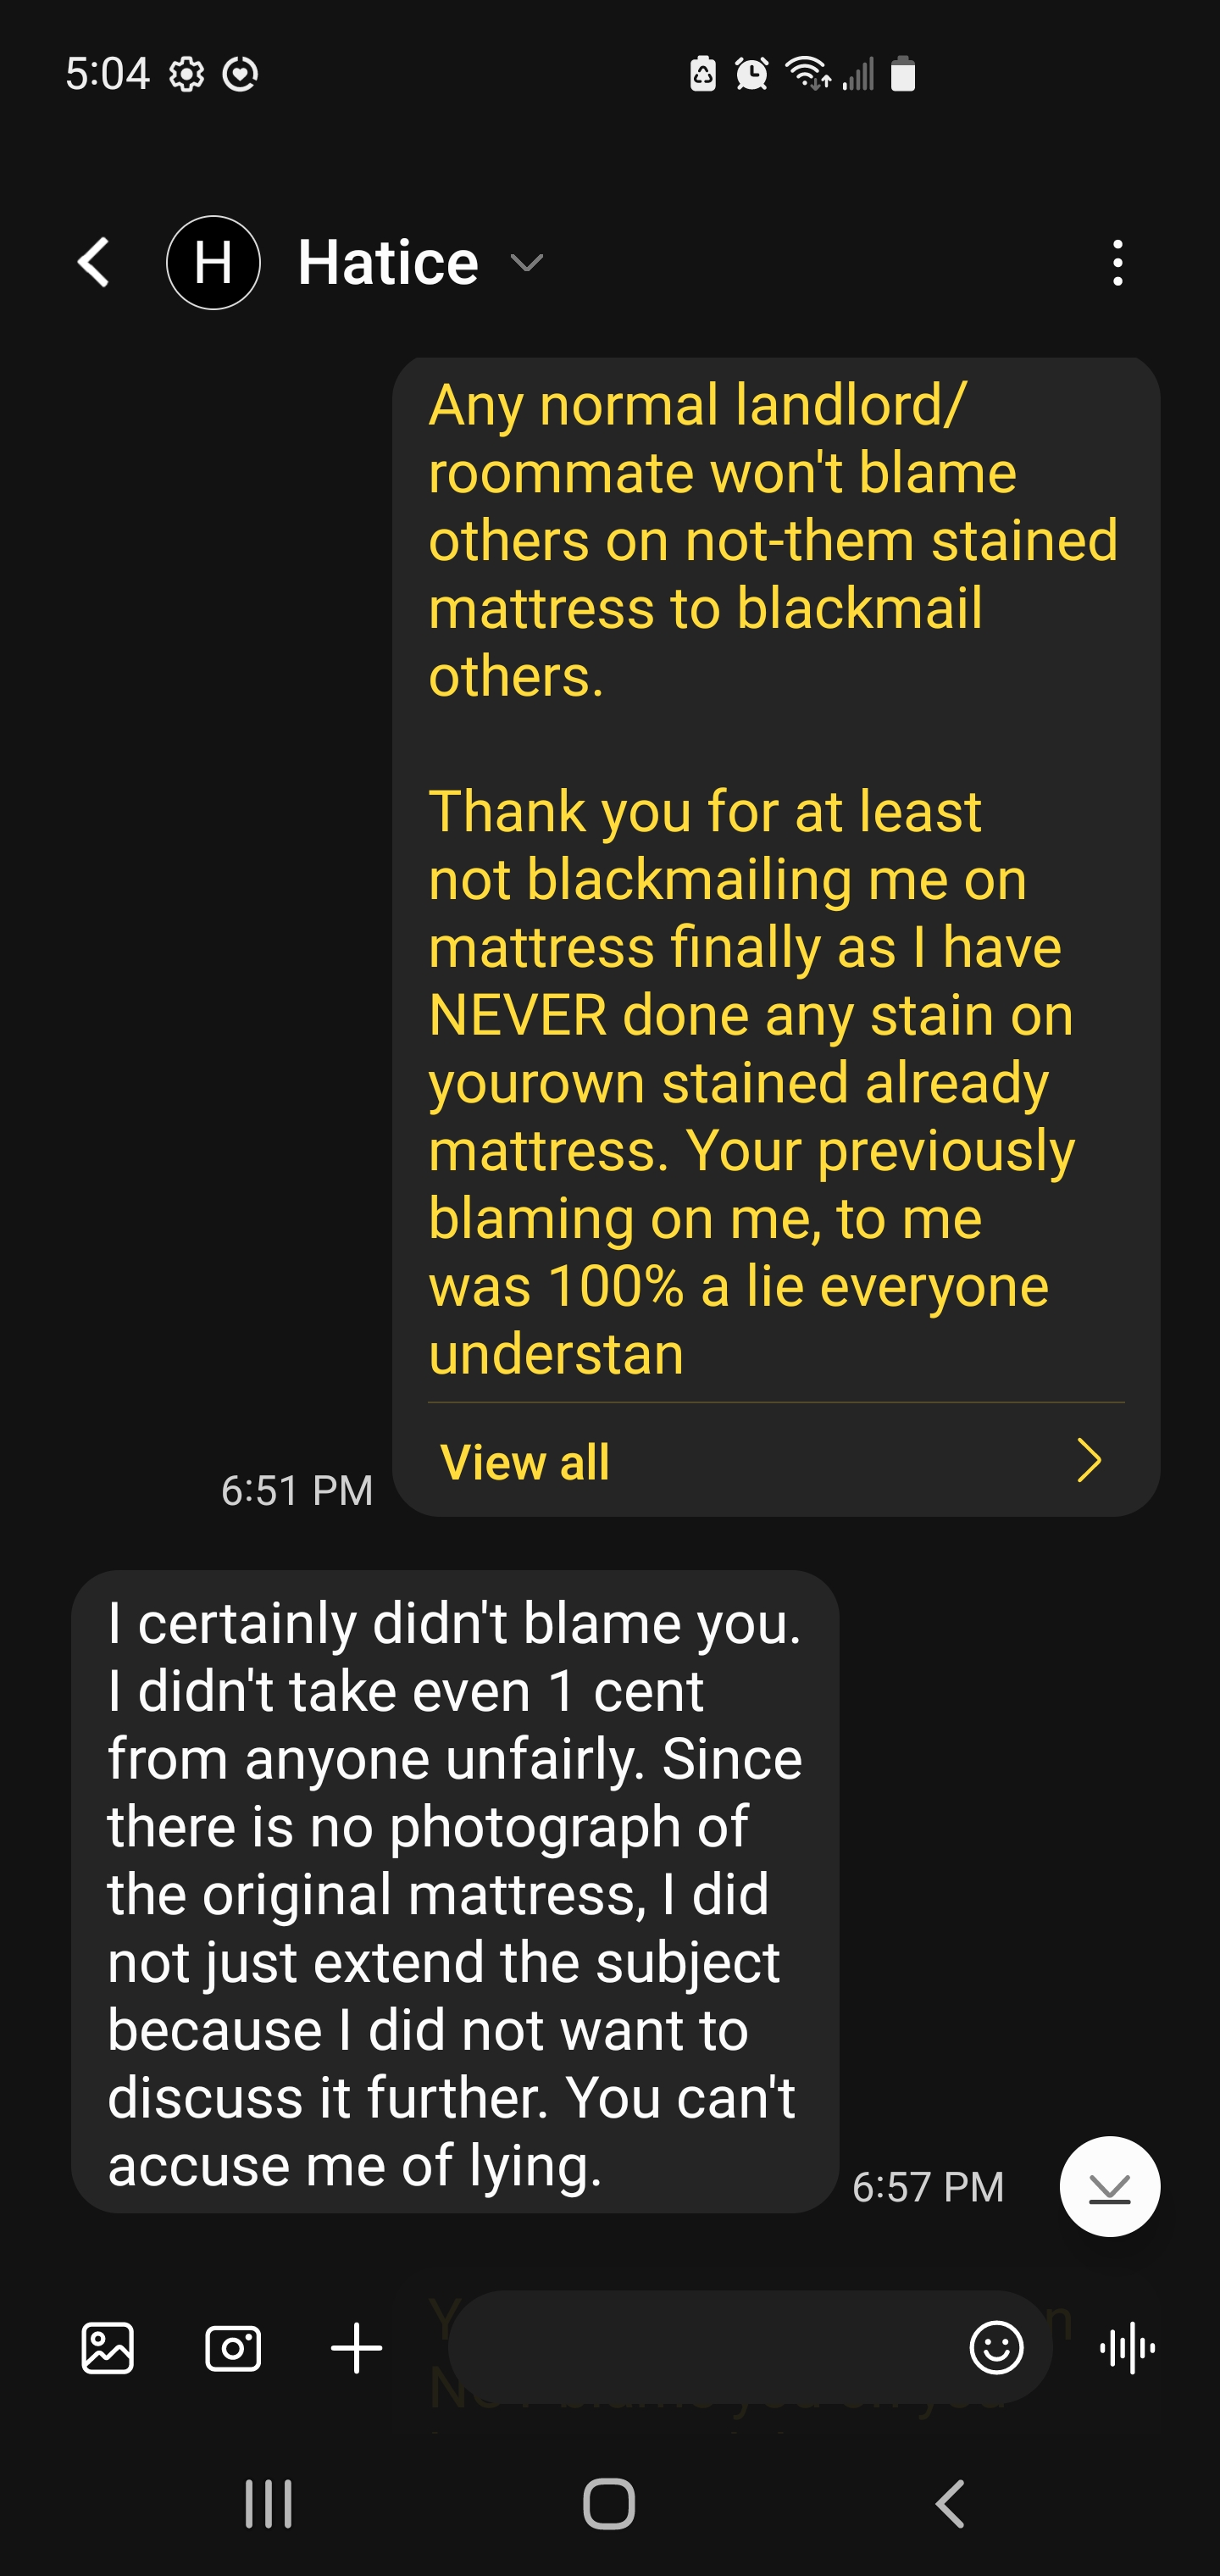 5:04
H Hatice
Any normal landlord/
roommate won't blame
others on not-them stained
mattress to blackmail
others.
Thank you for at least
not blackmailing me on
mattress finally as I have
NEVER done any stain on
yourown stained already
mattress. Your previously
blaming on me, to me
was 100% a lie everyone
understan
View all
6:51 PM
I certainly didn't blame you.
I didn't take even 1 cent
from anyone unfairly. Since
there is no photograph of
the original mattress, I did
not just extend the subject
because I did not want to
discuss it further. You can't
accuse me of lying.
6:57 PM